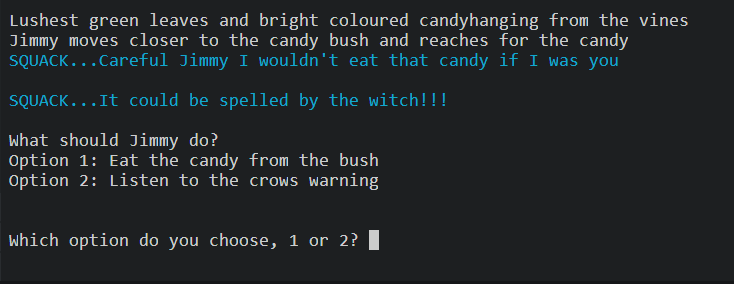 Lushest green leaves and bright coloured candyhanging from the vines
Jimmy moves closer to the candy bush and reaches for the candy
SQUACK...Careful Jimmy I wouldn't eat that candy if I was you
SQUACK...It could be spelled by the witch!!!
What should Jimmy do?
Option 1: Eat the candy from the bush
Option 2: Listen to the crows warning
Which option do you choose, 1 or 2?